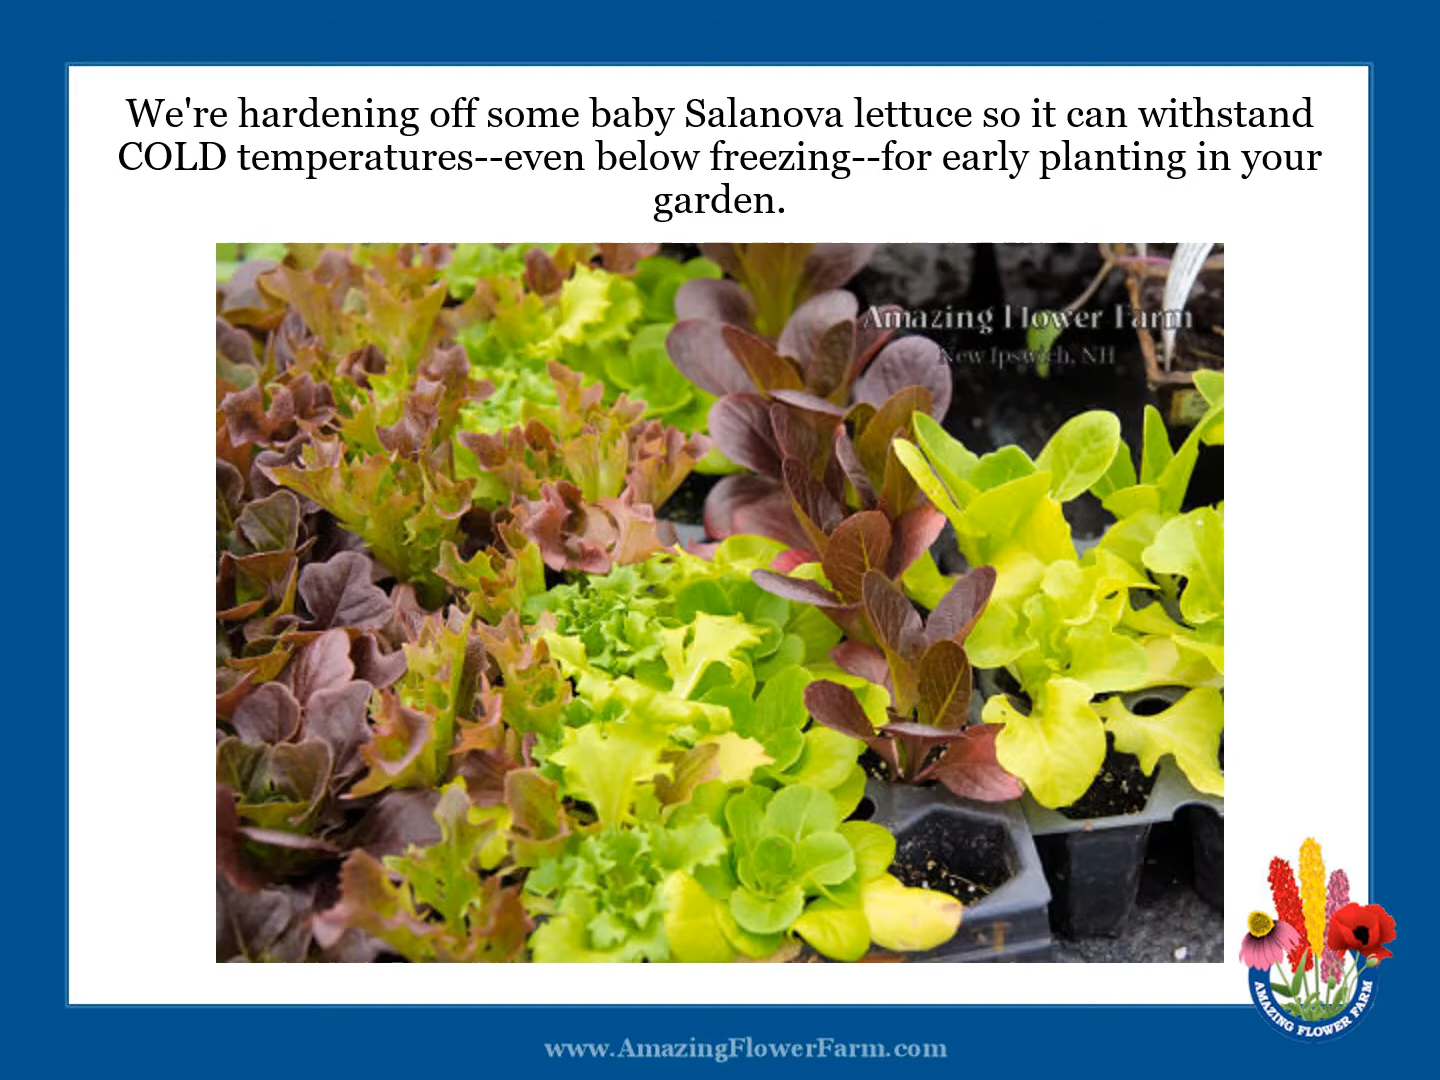 We're hardening off some baby Salanova lettuce so it can withstand
COLD temperatures--even below freezing--for early planting in your
garden.
Amazing Flower Farm
New Ipswich, NH
AMAZING FLOWER FARM
www.AmazingFlowerFarm.com